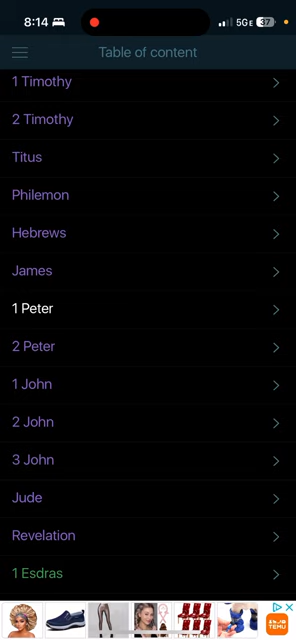 8:14
5GE 37
Table of content
1 Timothy
2 Timothy
Titus
Philemon
Hebrews
James
1 Peter
2 Peter
1 John
2 John
3 John
Jude
Revelation
1 Esdras
TEMU